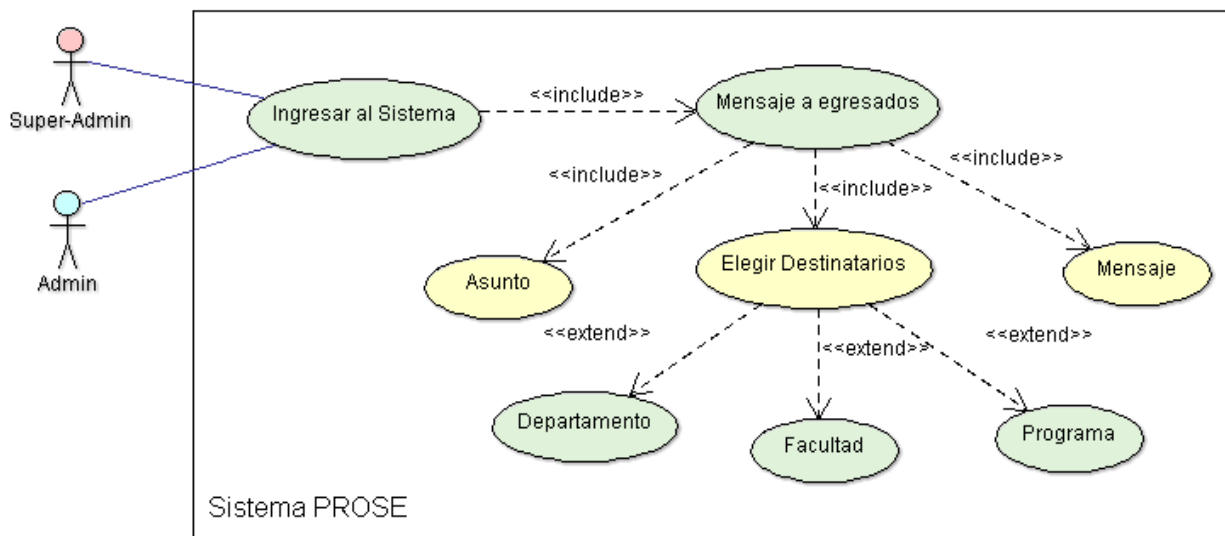 Super-Admin
Admin
Ingresar al Sistema
<<include>>
Mensaje a egresados
<<include>>
<<include>>
<<include>>
Asunto
Elegir Destinatarios
Mensaje
<<extend>>
<<extend>>
<<extend>>
Departamento
Facultad
Programa
Sistema PROSE